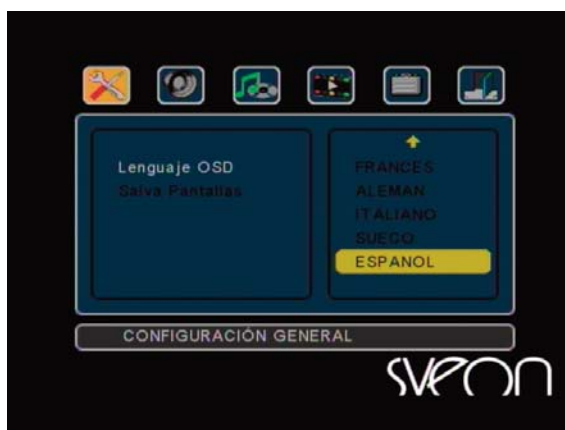 Lenguaje OSD
Salva Pantallas
FRANCES
ALEMAN
ITALIANO
SUECO
ESPANOL
CONFIGURACIÓN GENERAL
sveon